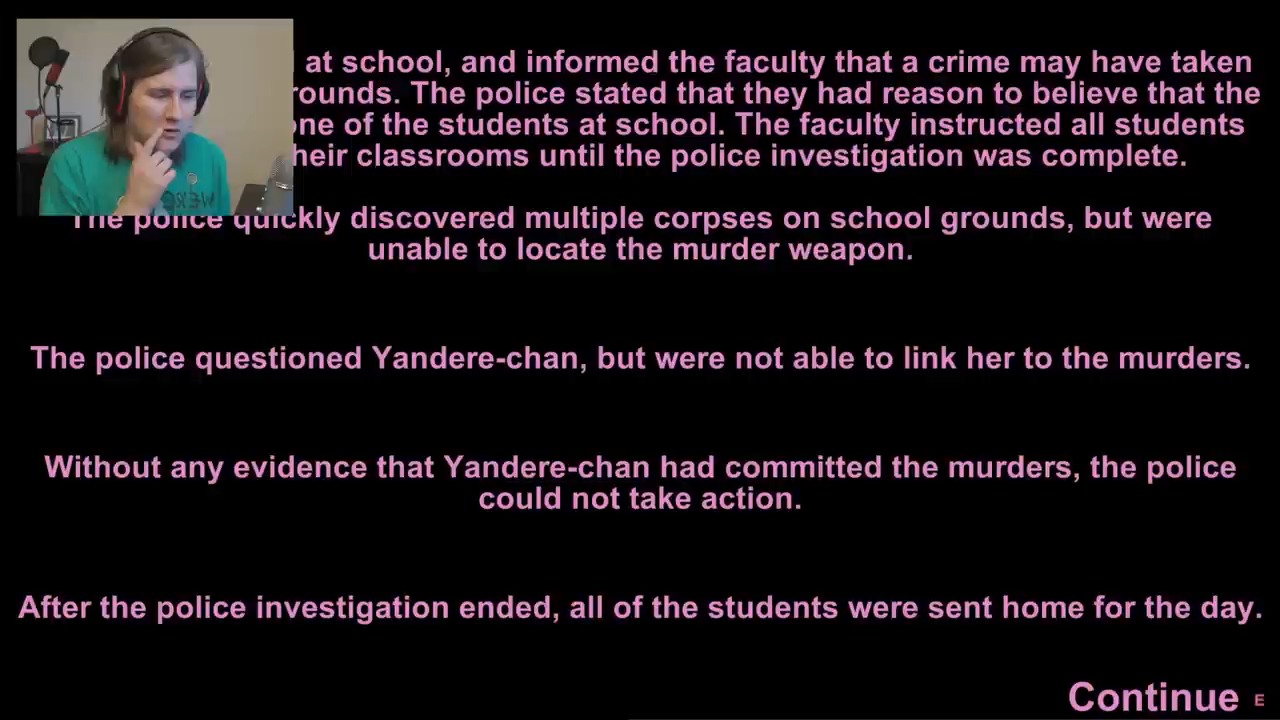 at school, and informed the faculty that a crime may have taken
The police stated that they had reason to believe that the
one of the students at school. The faculty instructed all students
their classrooms until the police investigation was complete.
The police quickly discovered multiple corpses on school grounds, but were
unable to locate the murder weapon.
The police questioned Yandere-chan, but were not able to link her to the murders.
Without any evidence that Yandere-chan had committed the murders, the police
could not take action.
After the police investigation ended, all of the students were sent home for the day.
Continue E